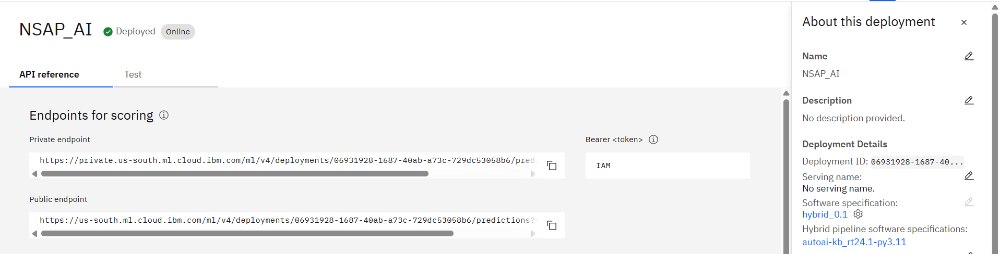 NSAP_AI Deployed Online
API reference Test
Endpoints for scoring
Private endpoint
https://private.us-south.ml.cloud.ibm.com/ml/v4/deployments/06931928-1687-40ab-a73c-729dc53058b6/predi
Bearer <token>
IAM
Public endpoint
https://us-south.ml.cloud.ibm.com/ml/v4/deployments/06931928-1687-40ab-a73c-729dc53058b6/predictions?
About this deployment
Name
NSAP_AI
Description
No description provided.
Deployment Details
Deployment ID: 06931928-1687-40...
Serving name:
No serving name.
Software specification:
hybrid_0.1
Hybrid pipeline software specifications:
autoai-kb_rt24.1-py3.11